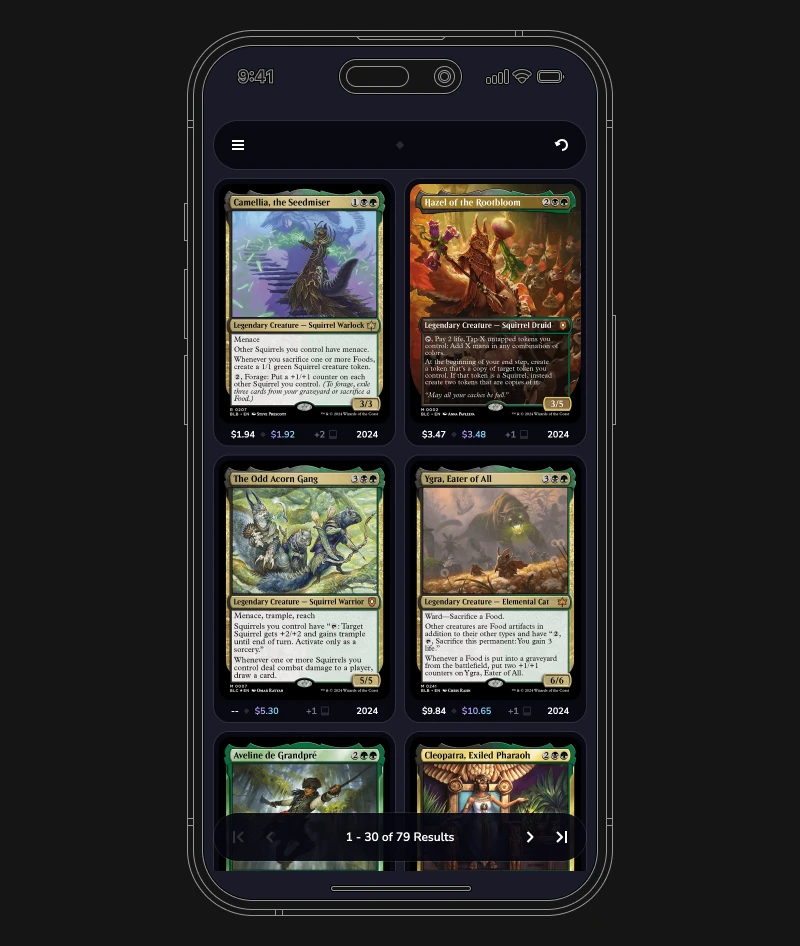 9:41
Camellia, the Seedmiser 1
Legendary Creature — Squirrel Warlock
Menace
Other Squirrels you control have menace.
Whenever you sacrifice one or more Foods,
create a 1/1 green Squirrel creature token.
2, Forage: Put a +1/+1 counter on each
other Squirrel you control. (To forage, exile
three cards from your graveyard or sacrifice a
Food.)
3/3
R 0207
BLB • EN Steve Prescott
™ & © 2024 Wizards of the Coast
$1.94 $1.92 +2 2024
Hazel of the Rootbloom 2
Legendary Creature — Squirrel Druid
, Pay 2 life, Tap X untapped tokens you
control: Add X mana in any combination of
colors.
At the beginning of your end step, create
a token that's a copy of target token you
control. If that token is a Squirrel, instead
create two tokens that are copies of it.
"May all your caches be full."
3/5
M 0002
BLC • EN Anna Pavleeva
™ & © 2024 Wizards of the Coast
$3.47 $3.48 +1 2024
The Odd Acorn Gang 3
Legendary Creature — Squirrel Warrior
Menace, trample, reach
Squirrels you control have “: Target
Squirrel gets +2/+2 and gains trample
until end of turn. Activate only as a
sorcery.”
Whenever one or more Squirrels you
control deal combat damage to a player,
draw a card.
5/5
M 0007
BLC ★ EN Omar Rayyan
™ & © 2024 Wizards of the Coast
-- $5.30 +1 2024
Ygra, Eater of All 3
Legendary Creature — Elemental Cat
Ward—Sacrifice a Food.
Other creatures are Food artifacts in
addition to their other types and have “2,
, Sacrifice this permanent: You gain 3
life.”
Whenever a Food is put into a graveyard
from the battlefield, put two +1/+1
counters on Ygra, Eater of All.
6/6
M 0241
BLB • EN Chris Rahn
™ & © 2024 Wizards of the Coast
$9.84 $10.65 +1 2024
Aveline de Grandpré 2
Cleopatra, Exiled Pharaoh 2
1 - 30 of 79 Results